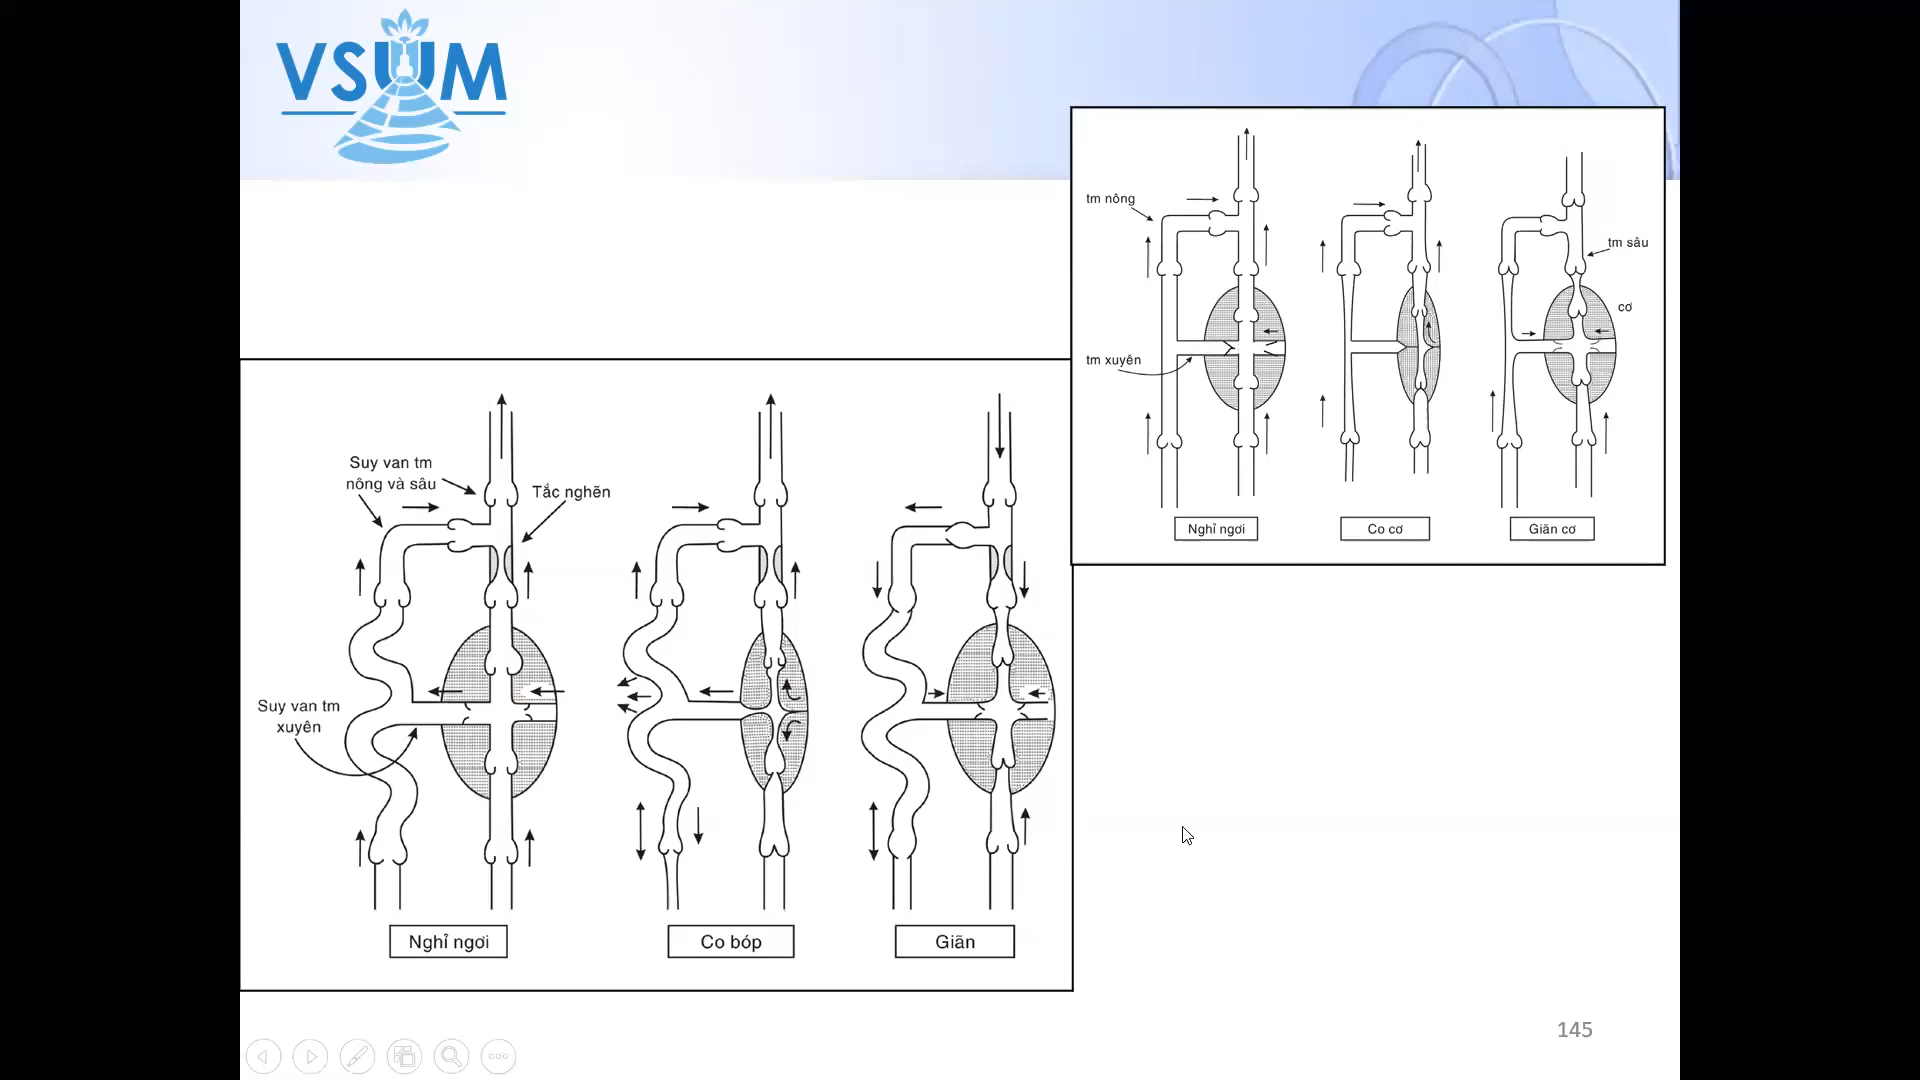 VSUM
tm nông
tm sâu
cơ
tm xuyên
Nghỉ ngơi
Co cơ
Giãn cơ
Suy van tm
nông và sâu
Tắc nghẽn
Suy van tm
xuyên
Nghỉ ngơi
Co bóp
Giãn
145